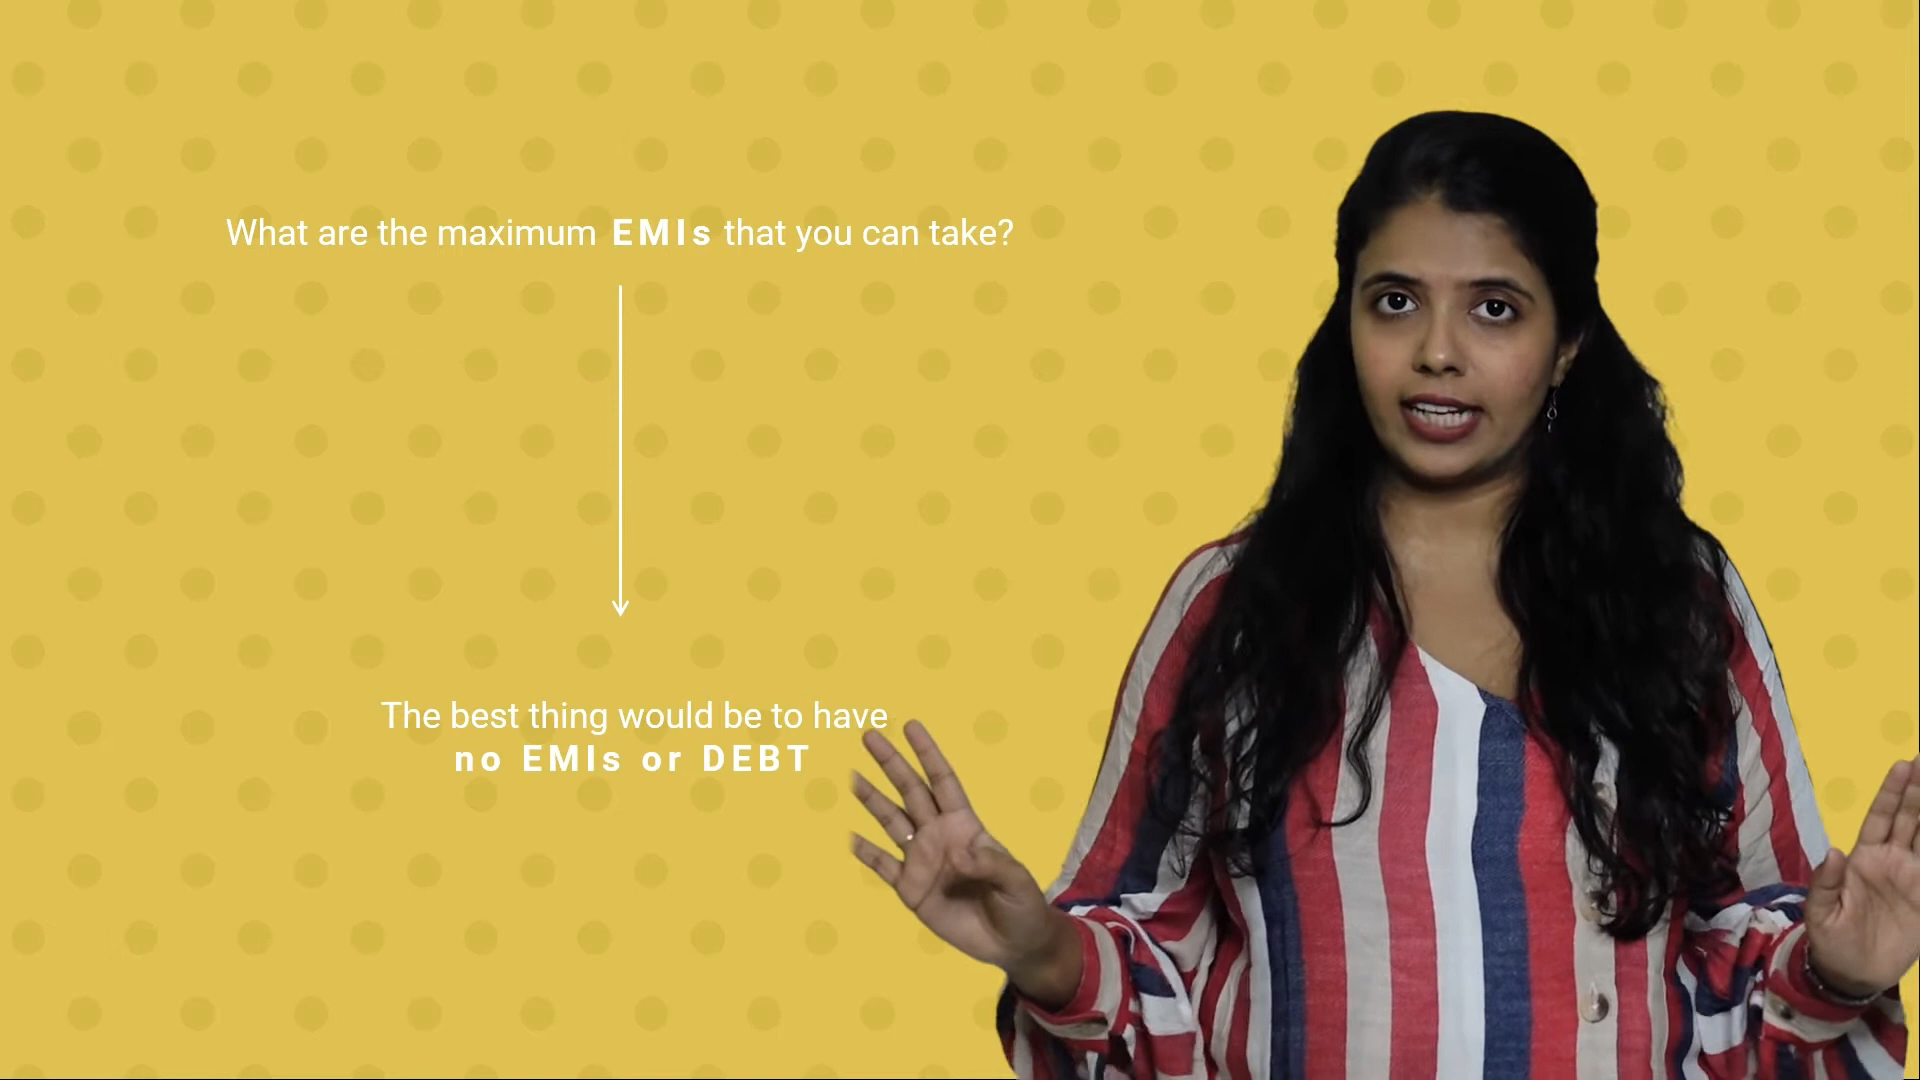 What are the maximum EMIs that you can take?
The best thing would be to have
no EMIs or DEBT